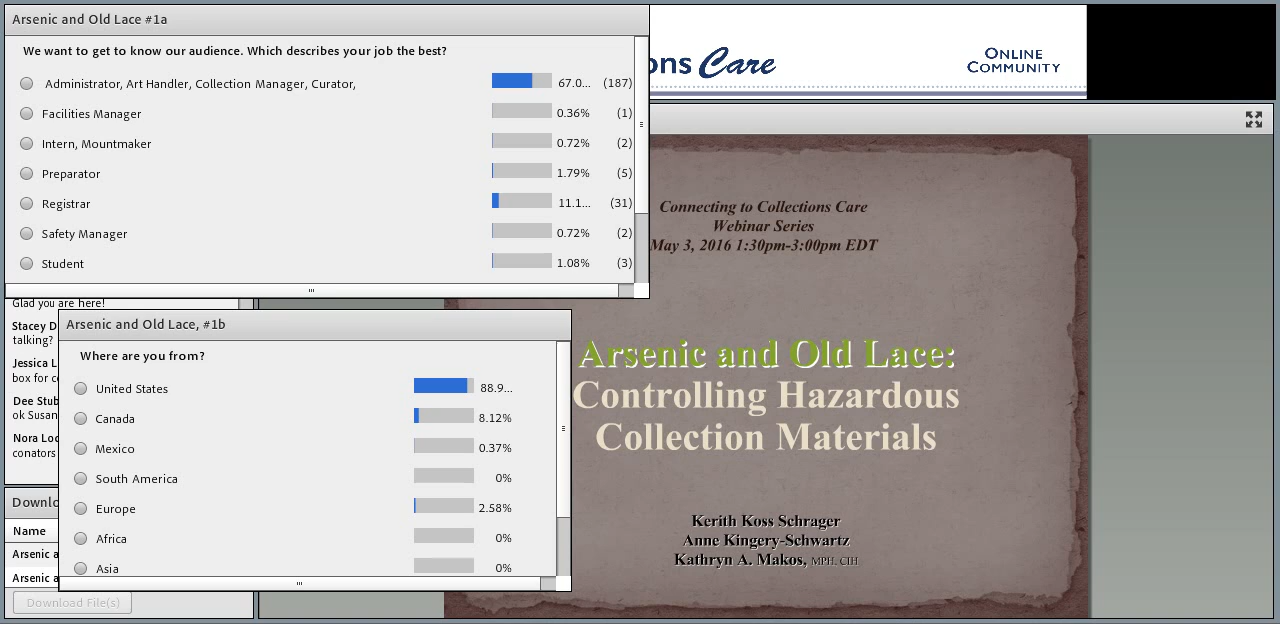 Arsenic and Old Lace #1a
We want to get to know our audience. Which describes your job the best?
Administrator, Art Handler, Collection Manager, Curator, 67.0... (187)
Facilities Manager 0.36% (1)
Intern, Mountmaker 0.72% (2)
Preparator 1.79% (5)
Registrar 11.1... (31)
Safety Manager 0.72% (2)
Student 1.08% (3)
ons Care
ONLINE
COMMUNITY
Connecting to Collections Care
Webinar Series
May 3, 2016 1:30pm-3:00pm EDT
Arsenic and Old Lace:
Controlling Hazardous
Collection Materials
Kerith Koss Schrager
Anne Kingery-Schwartz
Kathryn A. Makos, MPH, CIH
Glad you are here!
Stacey D
talking?
Jessica L
box for c
Dee Stub
ok Susan
Nora Loc
conators
Arsenic and Old Lace, #1b
Where are you from?
United States 88.9...
Canada 8.12%
Mexico 0.37%
South America 0%
Europe 2.58%
Africa 0%
Asia 0%
Downlo
Name
Arsenic a
Arsenic a
Download File(s)